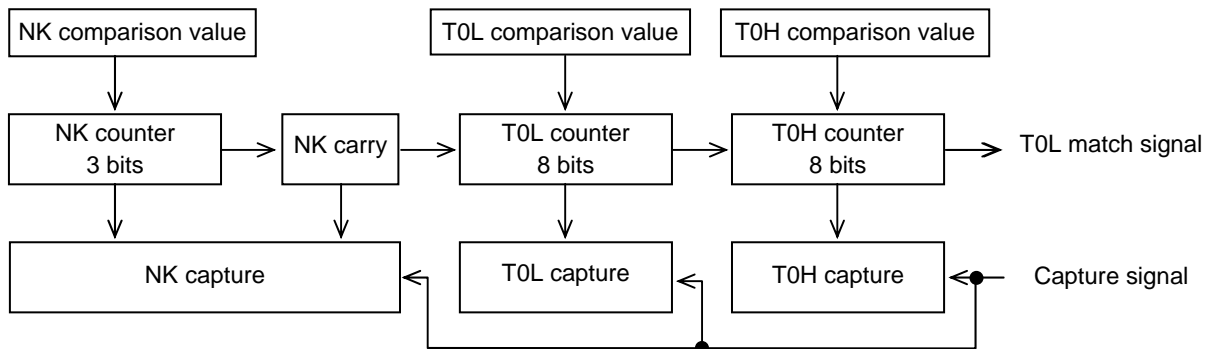 NK comparison value
T0L comparison value
T0H comparison value
NK counter
3 bits
NK carry
T0L counter
8 bits
T0H counter
8 bits
T0L match signal
NK capture
T0L capture
T0H capture
Capture signal